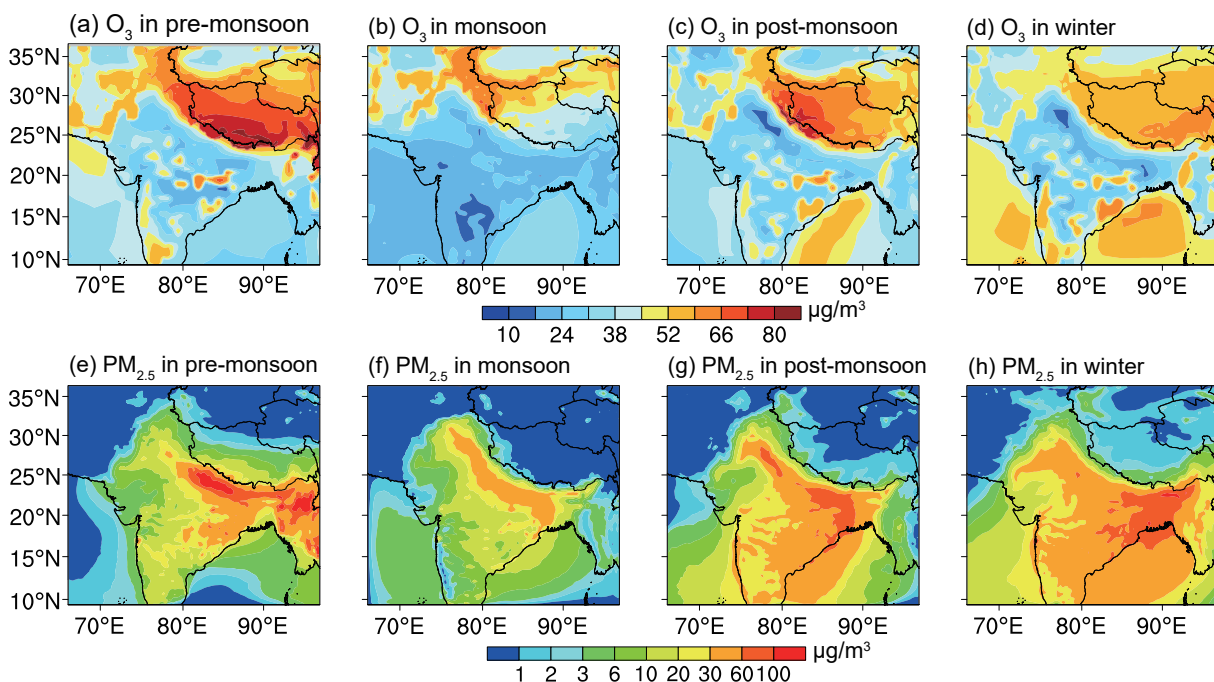 (a) O₃ in pre-monsoon (b) O₃ in monsoon (c) O₃ in post-monsoon (d) O₃ in winter
35°N
30°N
25°N
20°N
15°N
10°N
70°E 80°E 90°E 70°E 80°E 90°E 70°E 80°E 90°E 70°E 80°E 90°E
10 24 38 52 66 80 µg/m³
(e) PM₂.₅ in pre-monsoon (f) PM₂.₅ in monsoon (g) PM₂.₅ in post-monsoon (h) PM₂.₅ in winter
35°N
30°N
25°N
20°N
15°N
10°N
70°E 80°E 90°E 70°E 80°E 90°E 70°E 80°E 90°E 70°E 80°E 90°E
1 2 3 6 10 20 30 60 100 µg/m³